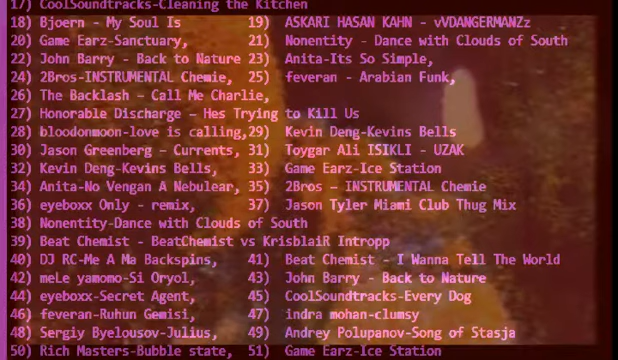 17) CoolSoundtracks-Cleaning the Kitchen
18) Bjoern - My Soul Is 19) ASKARI HASAN KAHN - vVDANGERMANZz
20) Game Earz-Sanctuary, 21) Nonentity - Dance with Clouds of South
22) John Barry - Back to Nature 23) Anita-Its So Simple,
24) 2Bros-INSTRUMENTAL Chemie, 25) feveran - Arabian Funk,
26) The Backlash - Call Me Charlie,
27) Honorable Discharge - Hes Trying to Kill Us
28) bloodonmoon-love is calling,29) Kevin Deng-Kevins Bells
30) Jason Greenberg - Currents, 31) Toygar Ali ISIKLI - UZAK
32) Kevin Deng-Kevins Bells, 33) Game Earz-Ice Station
34) Anita-No Vengan A Nebulear, 35) 2Bros - INSTRUMENTAL Chemie
36) eyeboxx Only - remix, 37) Jason Tyler Miami Club Thug Mix
38) Nonentity-Dance with Clouds of South
39) Beat Chemist - BeatChemist vs KrisblaiR Intropp
40) DJ RC-Me A Ma Backspins, 41) Beat Chemist - I Wanna Tell The World
42) meLe yamomo-Si Oryol, 43) John Barry - Back to Nature
44) eyeboxx-Secret Agent, 45) CoolSoundtracks-Every Dog
46) feveran-Ruhun Gemisi, 47) indra mohan-clumsy
48) Sergiy Byelousov-Julius, 49) Andrey Polupanov-Song of Stasja
50) Rich Masters-Bubble state, 51) Game Earz-Ice Station